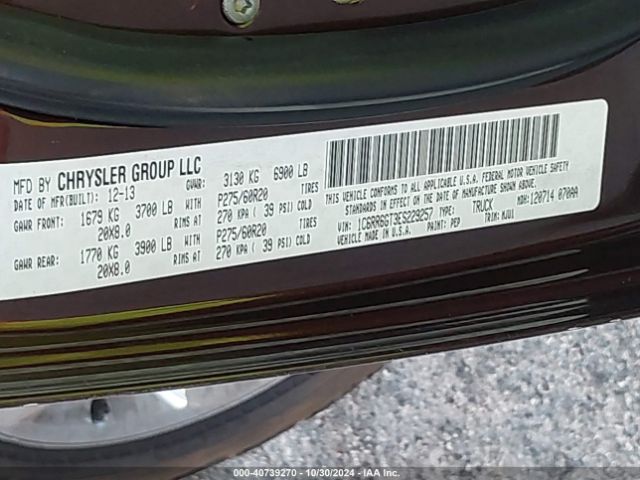 MFD BY CHRYSLER GROUP LLC
DATE OF MFR(BUILT): 12-13 GVWR: 3130 KG 6900 LB
GAWR FRONT: 1679 KG 3700 LB WITH P275/60R20 TIRES
20X8.0 RIMS AT 270 KPA ( 39 PSI) COLD
GAWR REAR: 1770 KG 3900 LB WITH P275/60R20 TIRES
20X8.0 RIMS AT 270 KPA ( 39 PSI) COLD
THIS VEHICLE CONFORMS TO ALL APPLICABLE U.S.A. FEDERAL MOTOR VEHICLE SAFETY
STANDARDS IN EFFECT ON THE DATE OF MANUFACTURE SHOWN ABOVE.
VIN: 1C6RR6GT3ES229257 TYPE: TRUCK MDH: 120714 070AA
MADE IN U.S.A. PAINT: PEP TRIM: MJU1
000-40739270 - 10/30/2024 - IAA Inc.